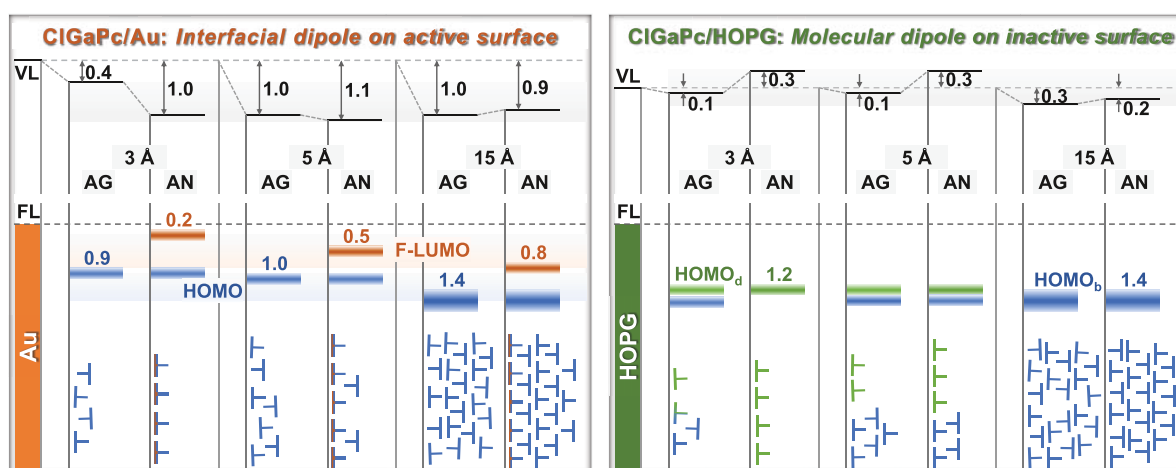 ClGaPc/Au: Interfacial dipole on active surface
VL
0.4
1.0
1.0
1.1
1.0
0.9
3 Å
5 Å
15 Å
AG
AN
AG
AN
AG
AN
FL
0.2
0.9
0.5
F-LUMO
1.0
0.8
HOMO
1.4
Au
ClGaPc/HOPG: Molecular dipole on inactive surface
VL
0.1
0.3
0.1
0.3
0.3
0.2
3 Å
5 Å
15 Å
AG
AN
AG
AN
AG
AN
FL
HOMOd
1.2
HOMOb
1.4
HOPG